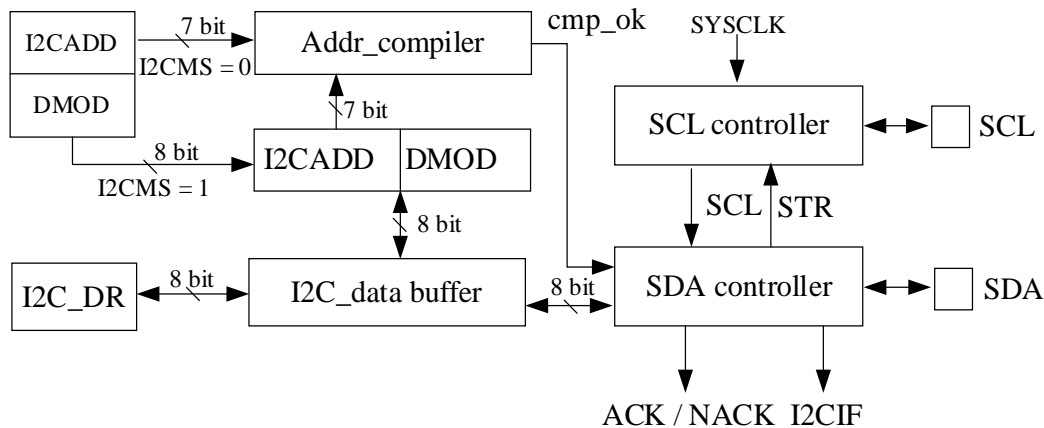 I2CADD
7 bit
I2CMS = 0
Addr_compiler
cmp_ok
SYSCLK
DMOD
7 bit
SCL controller
SCL
8 bit
I2CMS = 1
I2CADD
DMOD
SCL
STR
8 bit
I2C_DR
8 bit
I2C_data buffer
8 bit
SDA controller
SDA
ACK / NACK
I2CIF